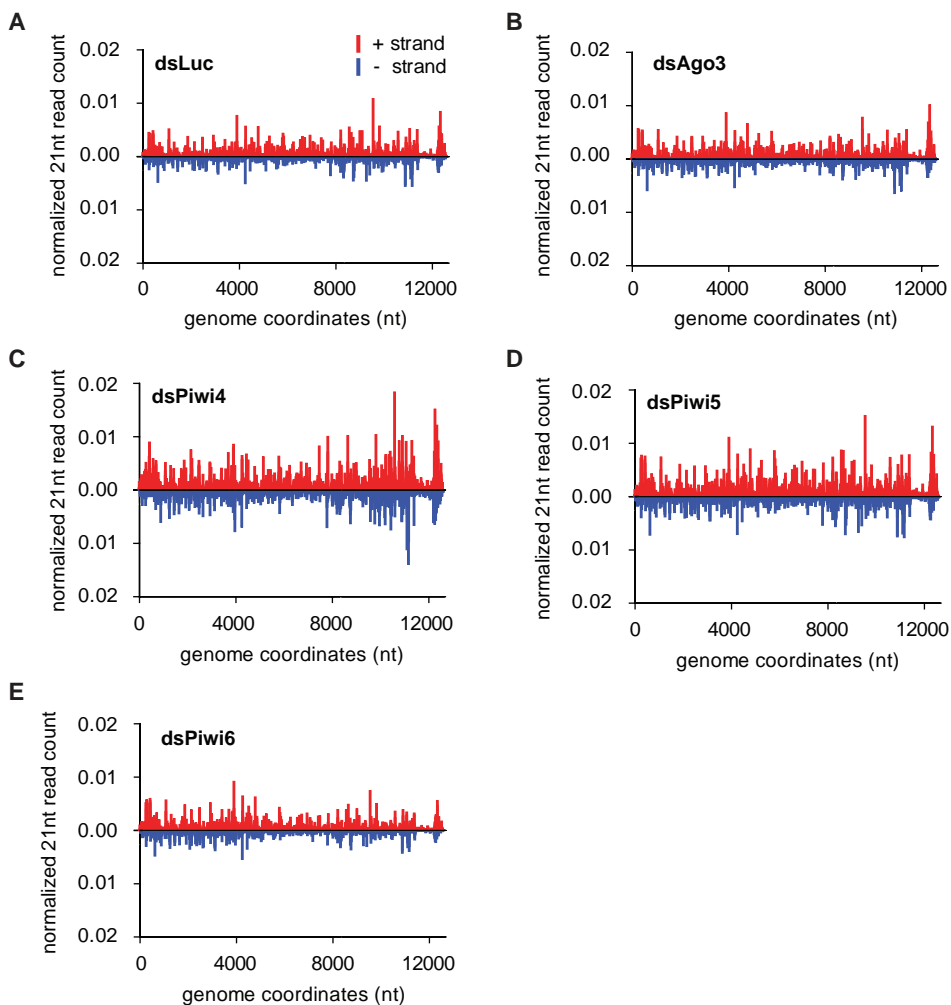 A
normalized 21nt read count
0.02
0.01
0.00
0.01
0.02
dsLuc
+ strand
- strand
0 4000 8000 12000
genome coordinates (nt)
B
normalized 21nt read count
0.02
0.01
0.00
0.01
0.02
dsAgo3
0 4000 8000 12000
genome coordinates (nt)
C
normalized 21nt read count
0.02
0.01
0.00
0.01
0.02
dsPiwi4
0 4000 8000 12000
genome coordinates (nt)
D
normalized 21nt read count
0.02
0.01
0.00
0.01
0.02
dsPiwi5
0 4000 8000 12000
genome coordinates (nt)
E
normalized 21nt read count
0.02
0.01
0.00
0.01
0.02
dsPiwi6
0 4000 8000 12000
genome coordinates (nt)